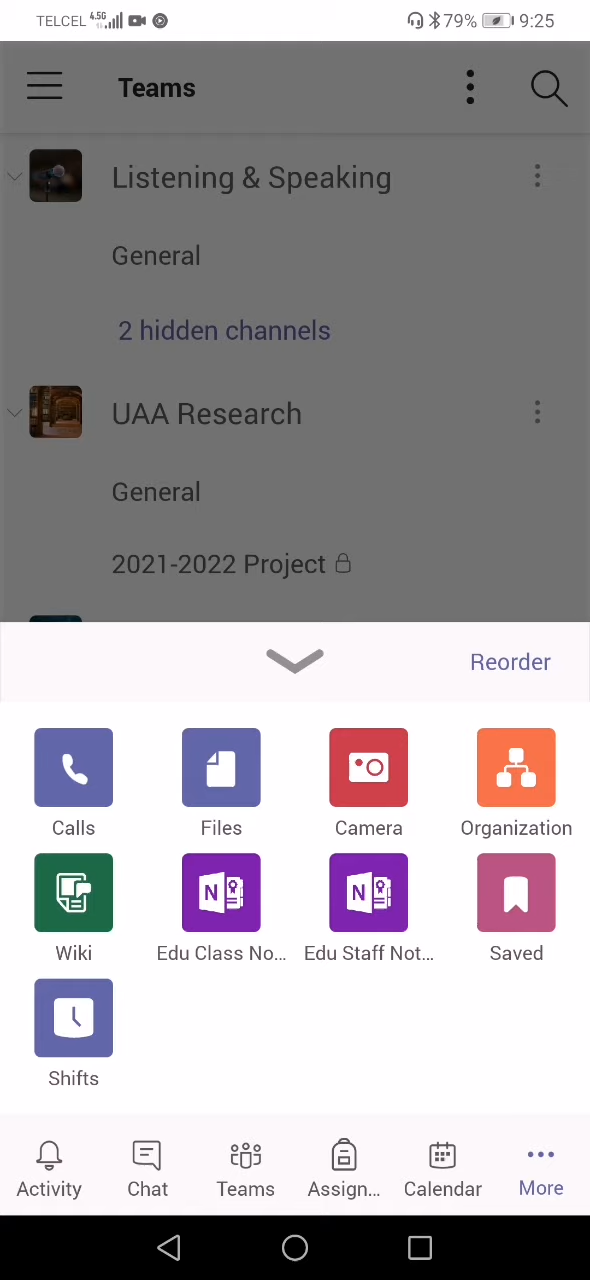 TELCEL 4.5G 79% 9:25
Teams
Listening & Speaking
General
2 hidden channels
UAA Research
General
2021-2022 Project
Reorder
Calls Files Camera Organization
N N
Wiki Edu Class No... Edu Staff Not... Saved
Shifts
Activity Chat Teams Assign... Calendar More